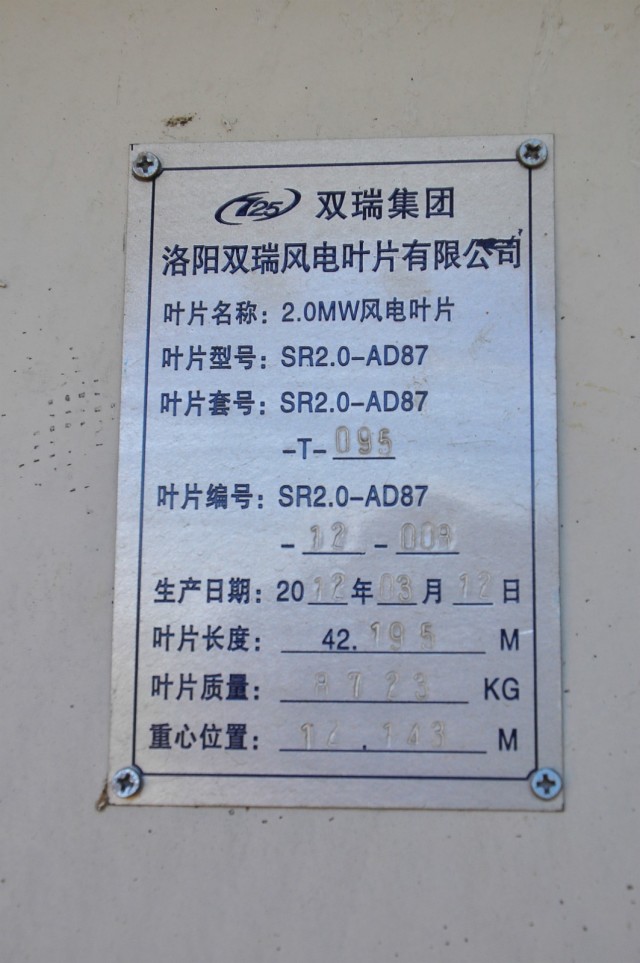 725 双瑞集团
洛阳双瑞风电叶片有限公司
叶片名称: 2.0MW风电叶片
叶片型号: SR2.0-AD87
叶片套号: SR2.0-AD87
-T-095
叶片编号: SR2.0-AD87
-12-
生产日期: 2012年03月12日
叶片长度: 42.195 M
叶片质量: 8723 KG
重心位置: M